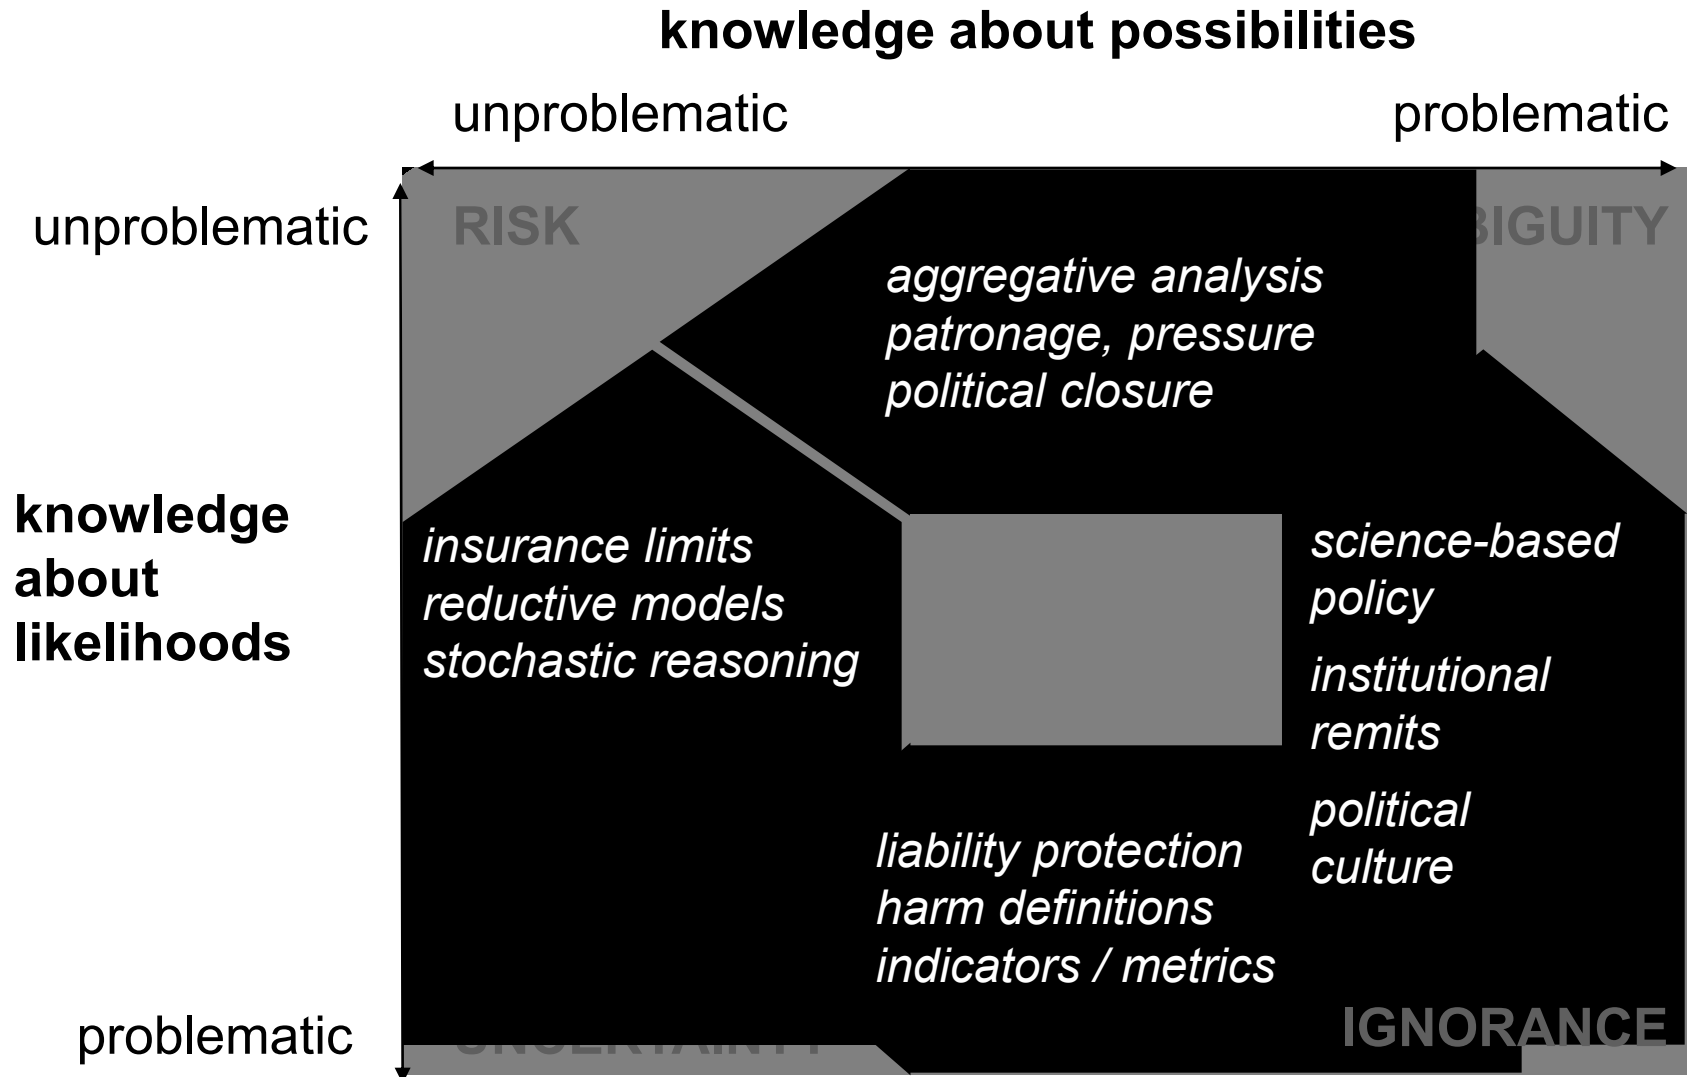 knowledge about possibilities
unproblematic
problematic
unproblematic
RISK
BIGUITY
aggregative analysis
patronage, pressure
political closure
knowledge
about
likelihoods
insurance limits
reductive models
stochastic reasoning
science-based
policy
institutional
remits
political
culture
liability protection
harm definitions
indicators / metrics
IGNORANCE
problematic
UNCERTAINTY